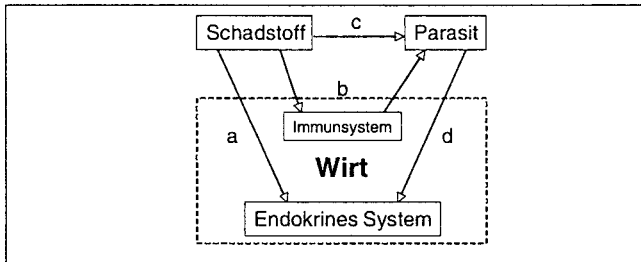 Schadstoff c Parasit
b
Immunsystem
a d
Wirt
Endokrines System